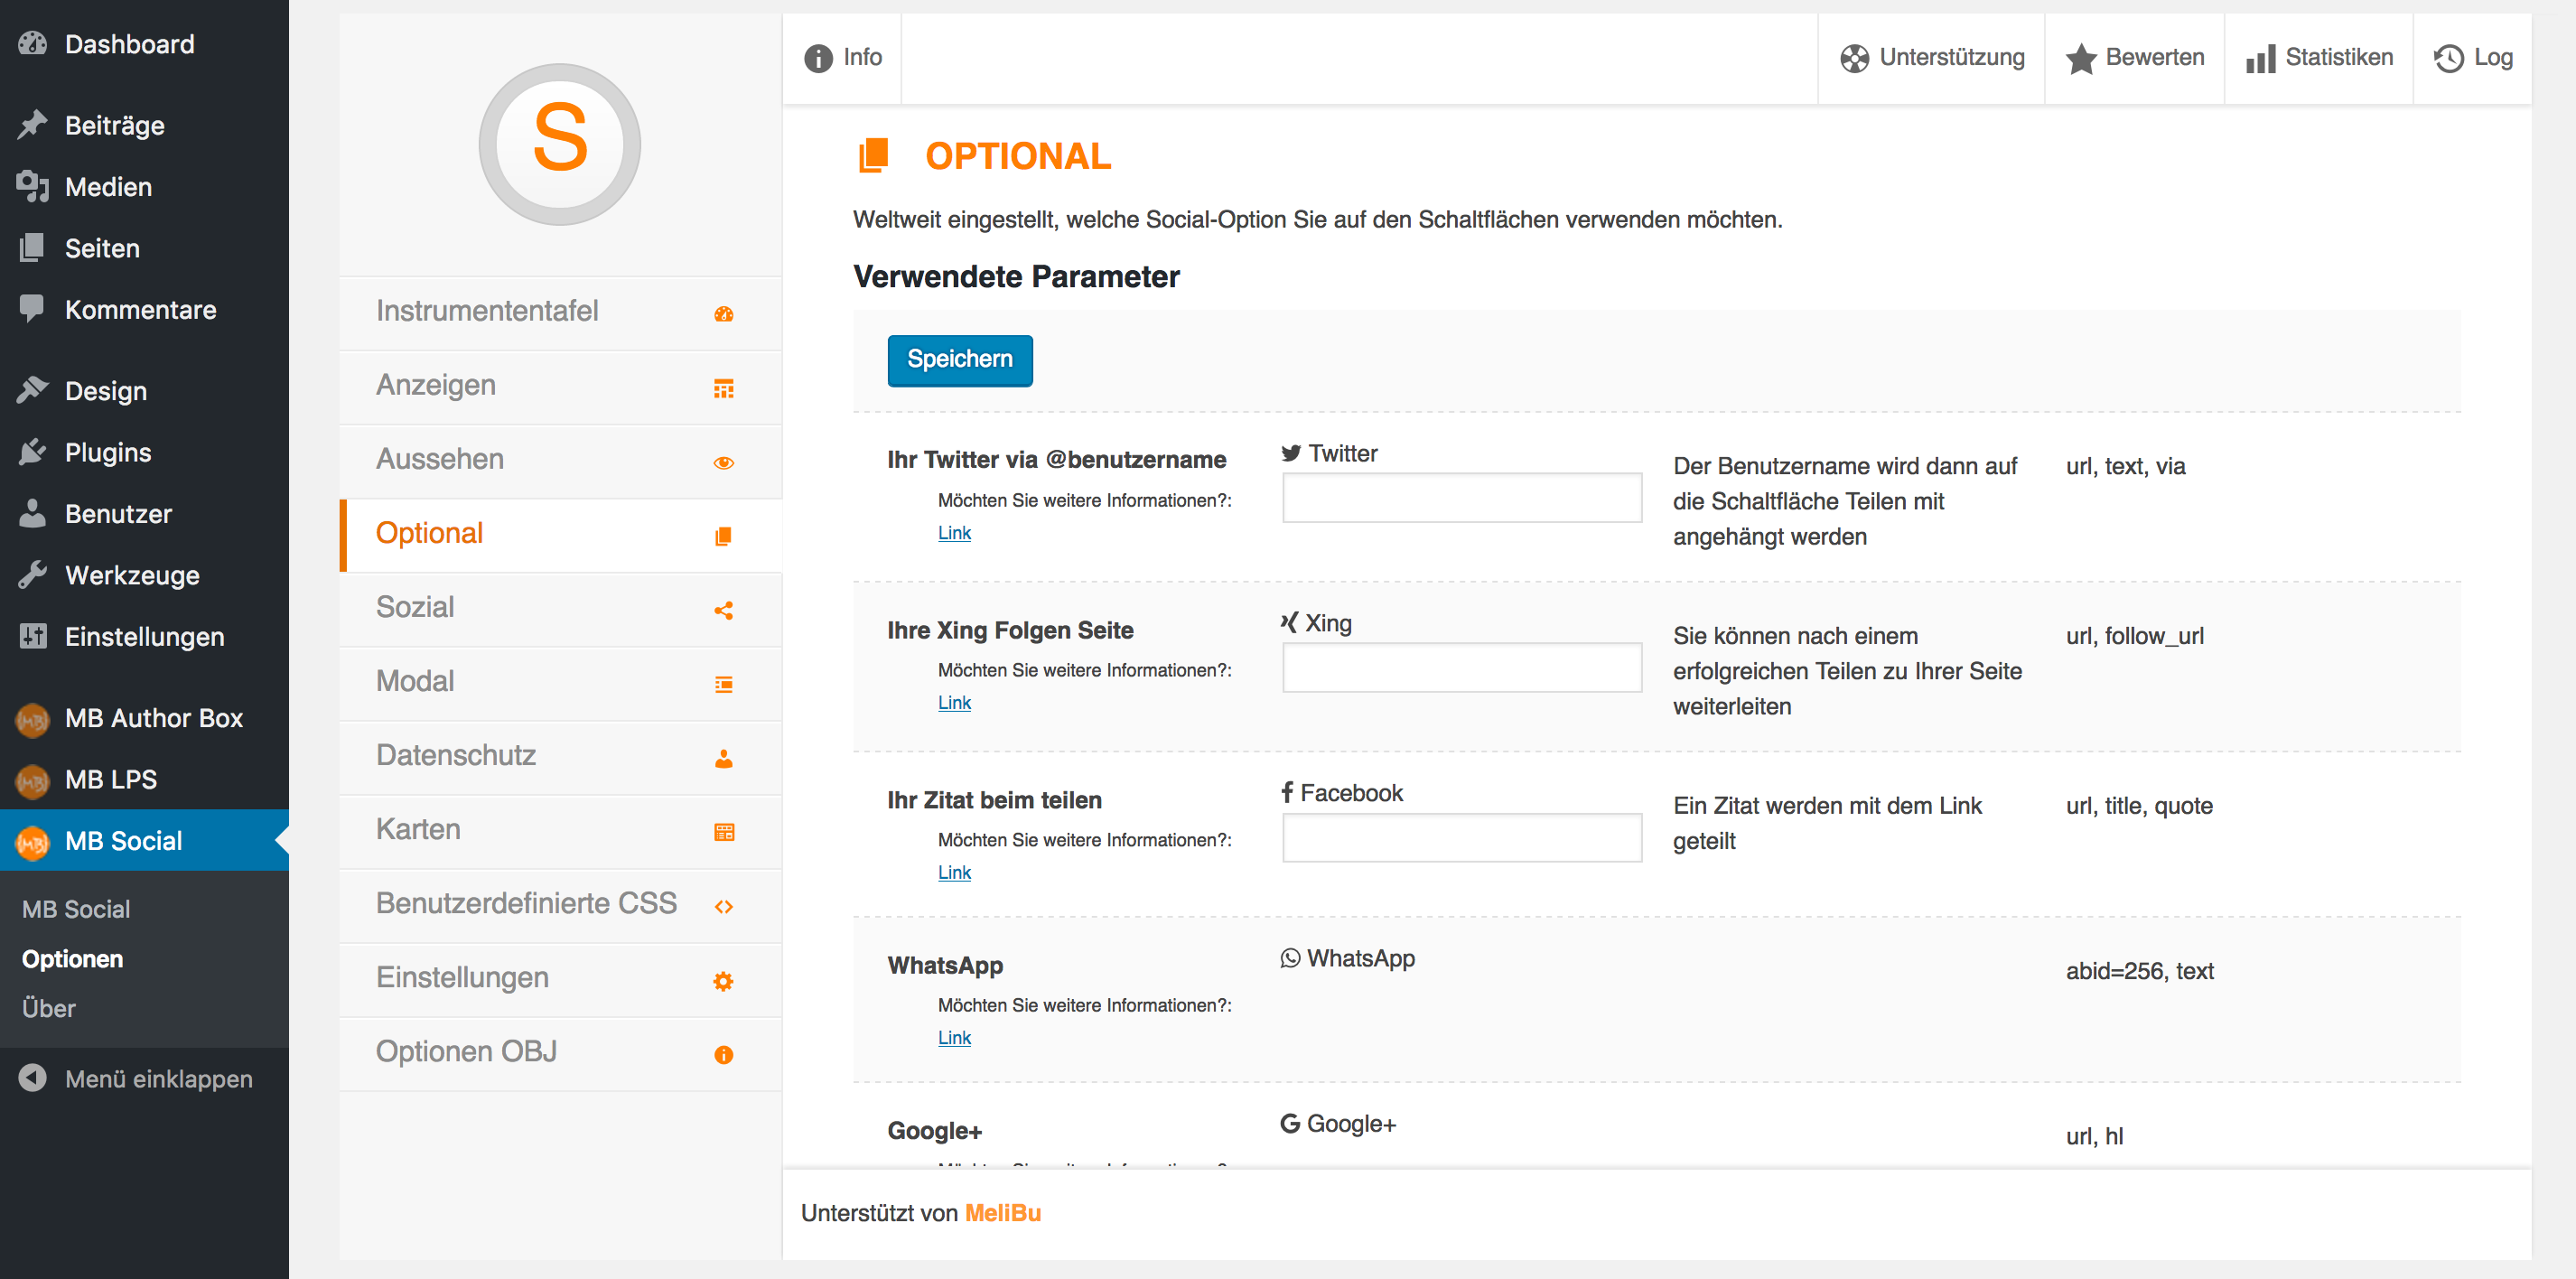 Dashboard
Beiträge
Medien
Seiten
Kommentare
Design
Plugins
Benutzer
Werkzeuge
Einstellungen
MB Author Box
MB LPS
MB Social
MB Social
Optionen
Über
Menü einklappen
S
Instrumententafel
Anzeigen
Aussehen
Optional
Sozial
Modal
Datenschutz
Karten
Benutzerdefinierte CSS
Einstellungen
Optionen OBJ
Info
Unterstützung
Bewerten
Statistiken
Log
OPTIONAL
Weltweit eingestellt, welche Social-Option Sie auf den Schaltflächen verwenden möchten.
Verwendete Parameter
Speichern
Ihr Twitter via @benutzername
Möchten Sie weitere Informationen?:
Link
Twitter
Der Benutzername wird dann auf
die Schaltfläche Teilen mit
angehängt werden
url, text, via
Ihre Xing Folgen Seite
Möchten Sie weitere Informationen?:
Link
Xing
Sie können nach einem
erfolgreichen Teilen zu Ihrer Seite
weiterleiten
url, follow_url
Ihr Zitat beim teilen
Möchten Sie weitere Informationen?:
Link
Facebook
Ein Zitat werden mit dem Link
geteilt
url, title, quote
WhatsApp
Möchten Sie weitere Informationen?:
Link
WhatsApp
abid=256, text
Google+
Google+
url, hl
Unterstützt von MeliBu